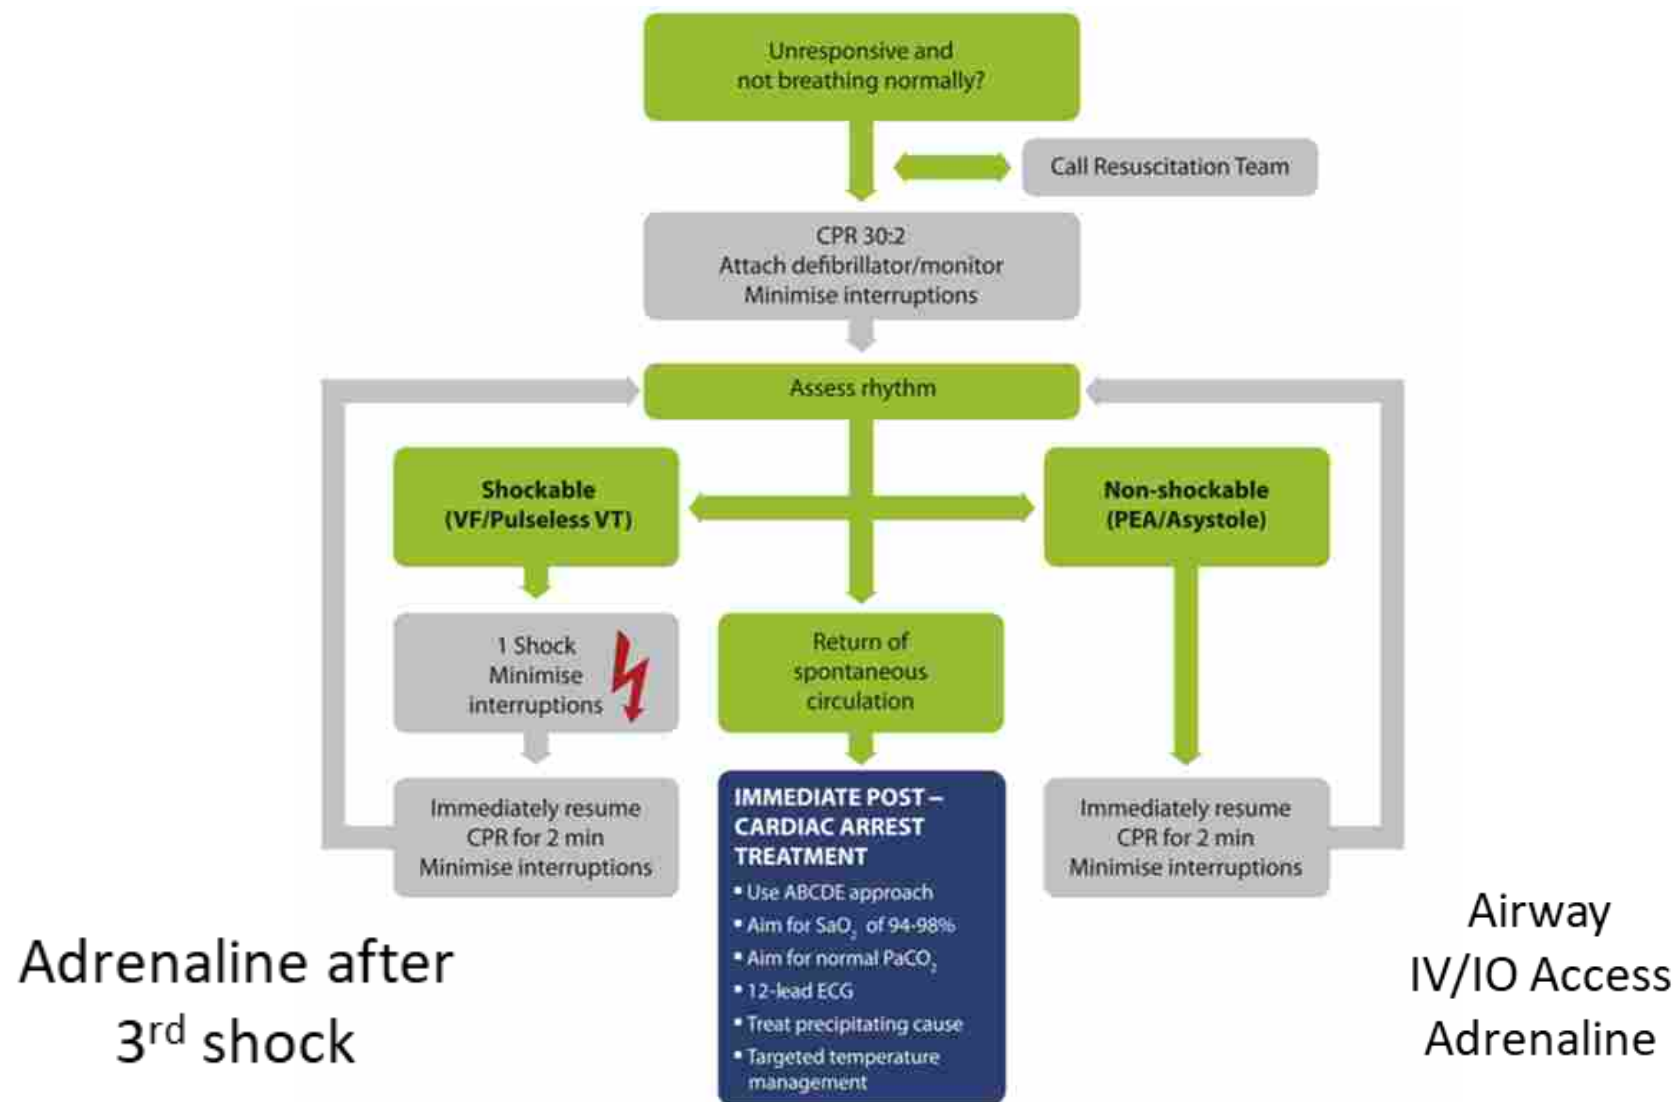 Unresponsive and
not breathing normally?
Call Resuscitation Team
CPR 30:2
Attach defibrillator/monitor
Minimise interruptions
Assess rhythm
Shockable
(VF/Pulseless VT)
Non-shockable
(PEA/Asystole)
1 Shock
Minimise
interruptions
Return of
spontaneous
circulation
Immediately resume
CPR for 2 min
Minimise interruptions
IMMEDIATE POST –
CARDIAC ARREST
TREATMENT
▪ Use ABCDE approach
▪ Aim for SaO₂ of 94-98%
▪ Aim for normal PaCO₂
▪ 12-lead ECG
▪ Treat precipitating cause
▪ Targeted temperature
management
Immediately resume
CPR for 2 min
Minimise interruptions
Adrenaline after
3rd shock
Airway
IV/IO Access
Adrenaline